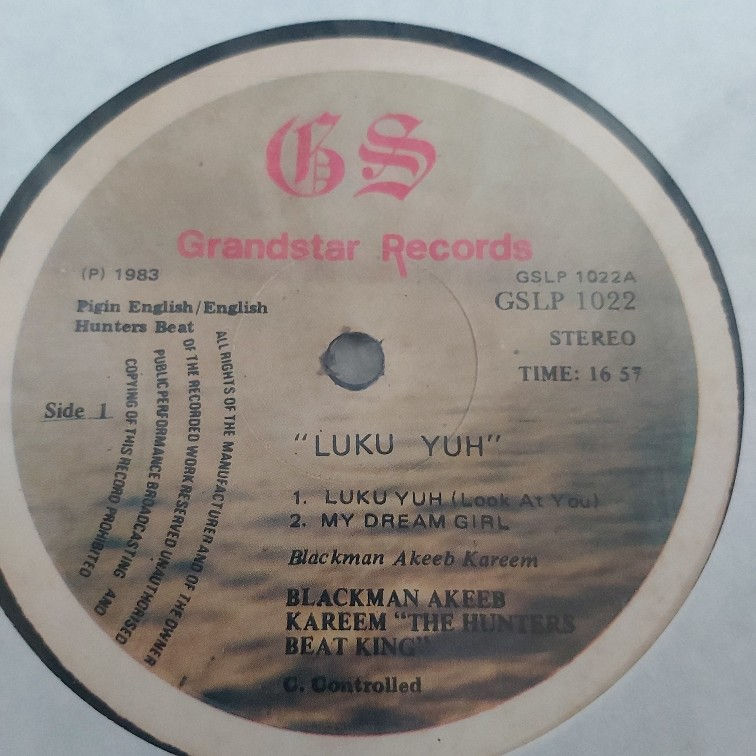 GS
Grandstar Records
(P) 1983
Pigin English/English
Hunters Beat
GSLP 1022A
GSLP 1022
STEREO
TIME: 16 57
Side 1
ALL RIGHTS OF THE MANUFACTURER AND OF THE OWNER
OF THE RECORDED WORK RESERVED UNAUTHORISED
PUBLIC PERFORMANCE BROADCASTING AND
COPYING OF THIS RECORD PROHIBITED
"LUKU YUH"
1. LUKU YUH (Look At You)
2. MY DREAM GIRL
Blackman Akeeb Kareem
BLACKMAN AKEEB
KAREEM "THE HUNTERS
BEAT KING"
C. Controlled